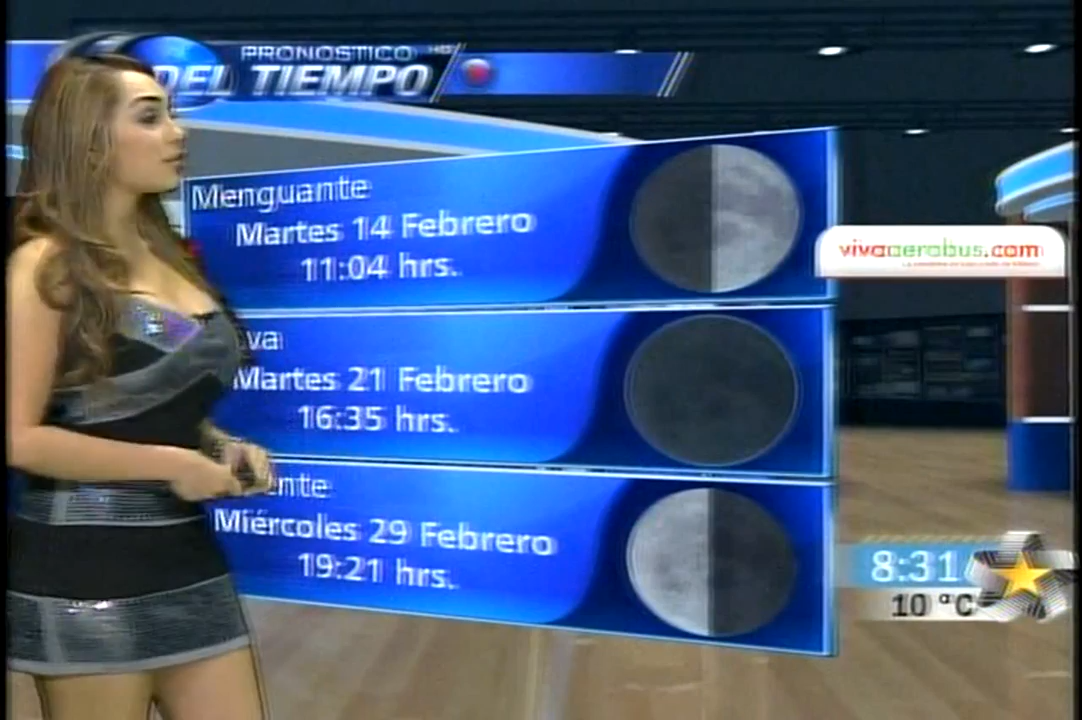 PRONOSTICO
DEL TIEMPO
Menguante
Martes 14 Febrero
11:04 hrs.
vivaaerobus.com
va
Martes 21 Febrero
16:35 hrs.
nte
Miércoles 29 Febrero
19:21 hrs.
8:31
10 °C